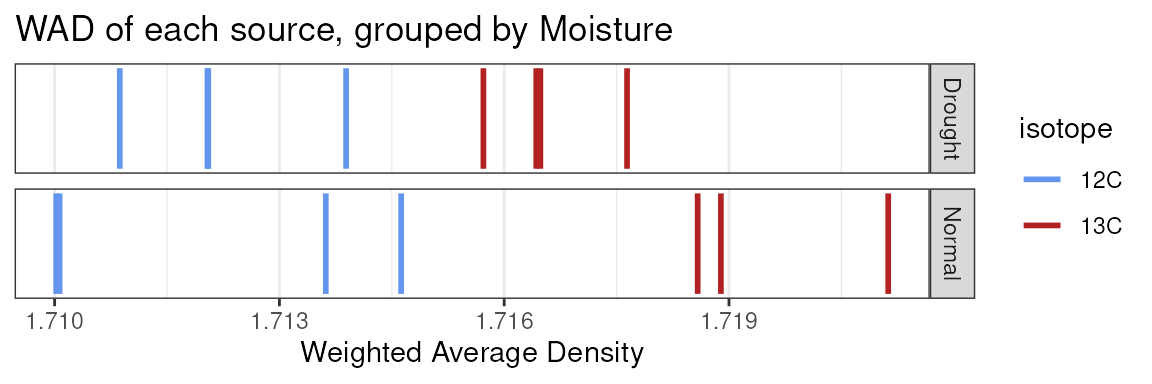 WAD of each source, grouped by Moisture
Drought
Normal
1.710 1.713 1.716 1.719
Weighted Average Density
isotope
12C
13C